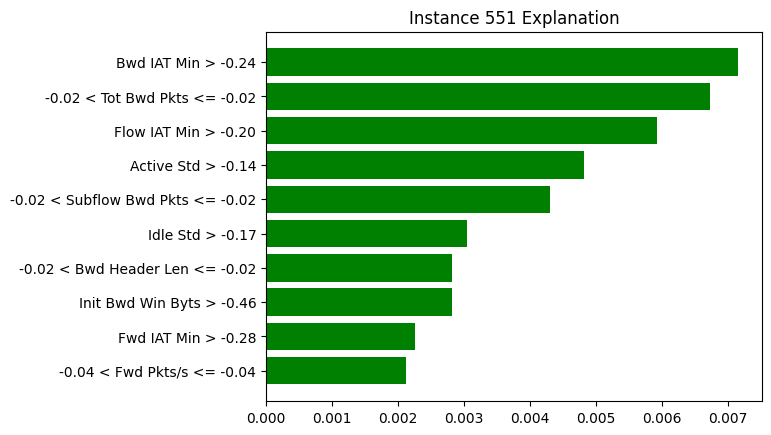 Instance 551 Explanation
Bwd IAT Min > -0.24
-0.02 < Tot Bwd Pkts <= -0.02
Flow IAT Min > -0.20
Active Std > -0.14
-0.02 < Subflow Bwd Pkts <= -0.02
Idle Std > -0.17
-0.02 < Bwd Header Len <= -0.02
Init Bwd Win Byts > -0.46
Fwd IAT Min > -0.28
-0.04 < Fwd Pkts/s <= -0.04
0.000 0.001 0.002 0.003 0.004 0.005 0.006 0.007